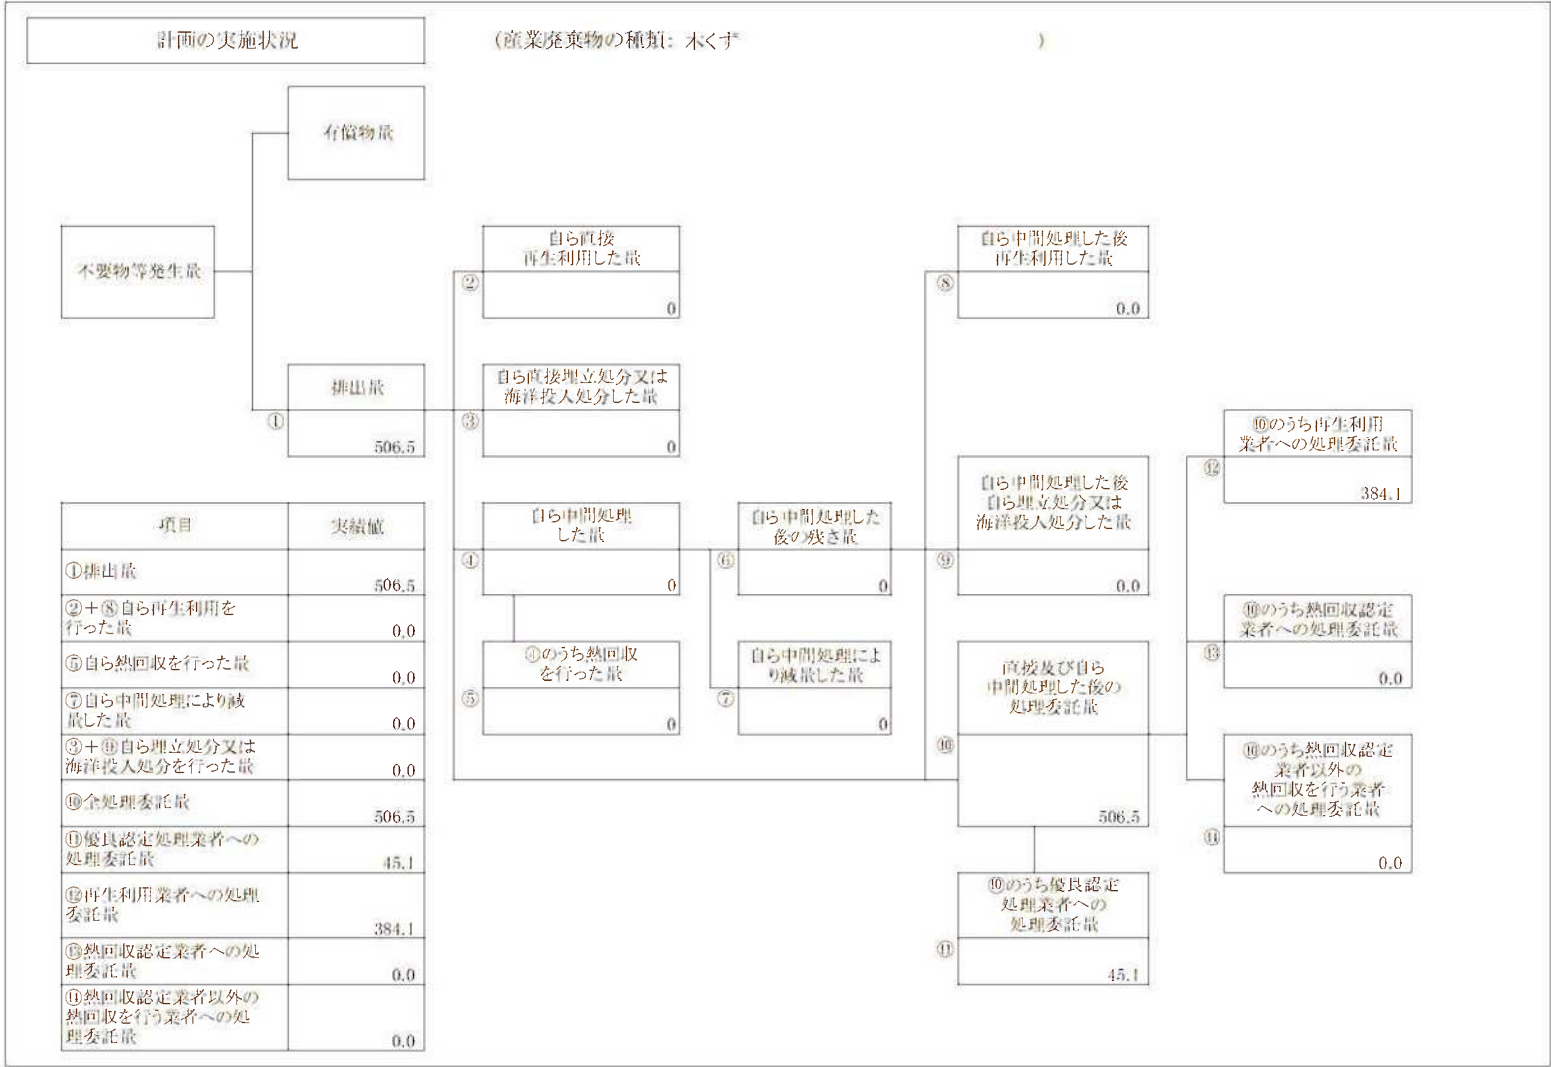 計画の実施状況
(産業廃棄物の種類: 木くず
)
有償物量
不要物等発生量
排出量
①
506.5
自ら直接
再生利用した量
②
0
自ら直接埋立処分又は
海洋投入処分した量
③
0
自ら中間処理
した量
④
0
④のうち熱回収
を行った量
⑤
0
自ら中間処理した
後の残さ量
⑥
0
自ら中間処理によ
り減量した量
⑦
0
自ら中間処理した後
再生利用した量
⑧
0.0
自ら中間処理した後
自ら埋立処分又は
海洋投入処分した量
⑨
0.0
直接及び自ら
中間処理した後の
処理委託量
⑩
506.5
⑩のうち優良認定
処理業者への
処理委託量
⑪
45.1
⑩のうち再生利用
業者への処理委託量
⑫
384.1
⑩のうち熱回収認定
業者への処理委託量
⑬
0.0
⑩のうち熱回収認定
業者以外の
熱回収を行う業者
への処理委託量
⑭
0.0
項目
実績値
①排出量
506.5
②+⑧自ら再生利用を
行った量
0.0
⑤自ら熱回収を行った量
0.0
⑦自ら中間処理により減
量した量
0.0
③+⑨自ら埋立処分又は
海洋投入処分を行った量
0.0
⑩全処理委託量
506.5
⑪優良認定処理業者への
処理委託量
45.1
⑫再生利用業者への処理
委託量
384.1
⑬熱回収認定業者への処
理委託量
0.0
⑭熱回収認定業者以外の
熱回収を行う業者への処
理委託量
0.0